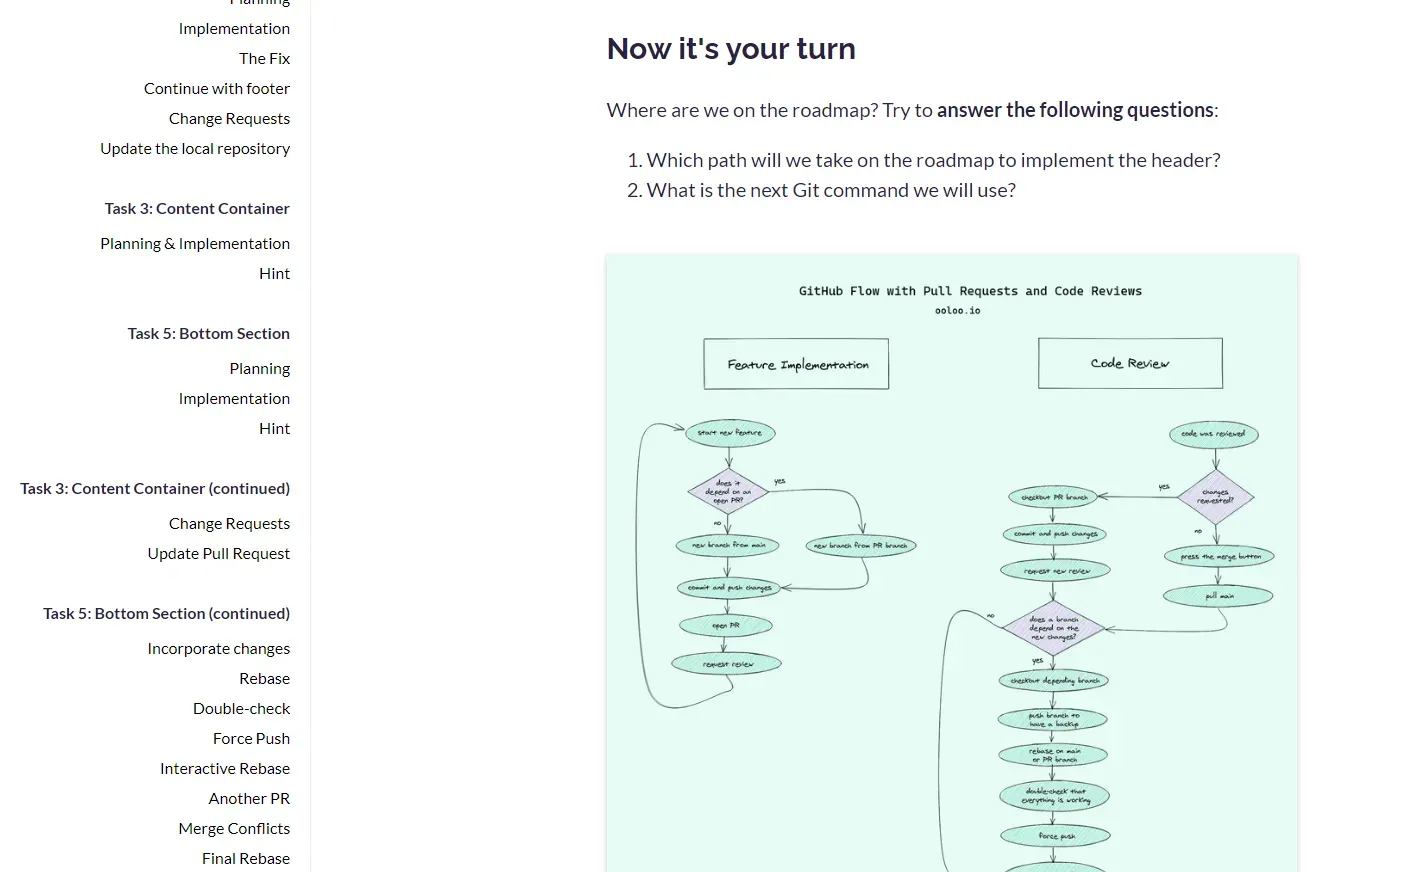 Planning
Implementation
The Fix
Continue with footer
Change Requests
Update the local repository
Task 3: Content Container
Planning & Implementation
Hint
Task 5: Bottom Section
Planning
Implementation
Hint
Task 3: Content Container (continued)
Change Requests
Update Pull Request
Task 5: Bottom Section (continued)
Incorporate changes
Rebase
Double-check
Force Push
Interactive Rebase
Another PR
Merge Conflicts
Final Rebase
Now it's your turn
Where are we on the roadmap? Try to answer the following questions:
1. Which path will we take on the roadmap to implement the header?
2. What is the next Git command we will use?
GitHub Flow with Pull Requests and Code Reviews
ooloo.io
Feature Implementation
start new feature
does it
depend on an
open PR?
yes
no
new branch from main
new branch from PR branch
commit and push changes
open PR
request review
Code Review
code was reviewed
changes
requested?
yes
no
checkout PR branch
commit and push changes
request new review
press the merge button
pull main
does a branch
depend on the
new changes?
no
yes
checkout depending branch
push branch to
have a backup
rebase on main
or PR branch
double-check that
everything is working
force push